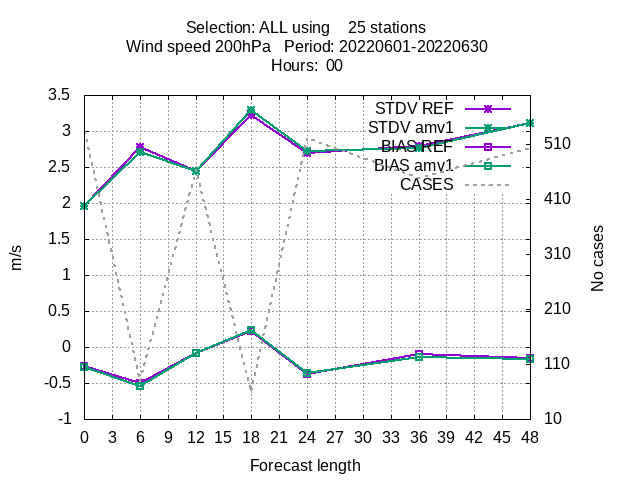 Selection: ALL using    25 stations
Wind speed 200hPa   Period: 20220601-20220630
Hours:  00
3.5
3
2.5
2
1.5
1
0.5
0
-0.5
-1
m/s
STDV REF
STDV amv1
BIAS REF
BIAS amv1
CASES
510
410
310
210
110
10
No cases
0 3 6 9 12 15 18 21 24 27 30 33 36 39 42 45 48
Forecast length